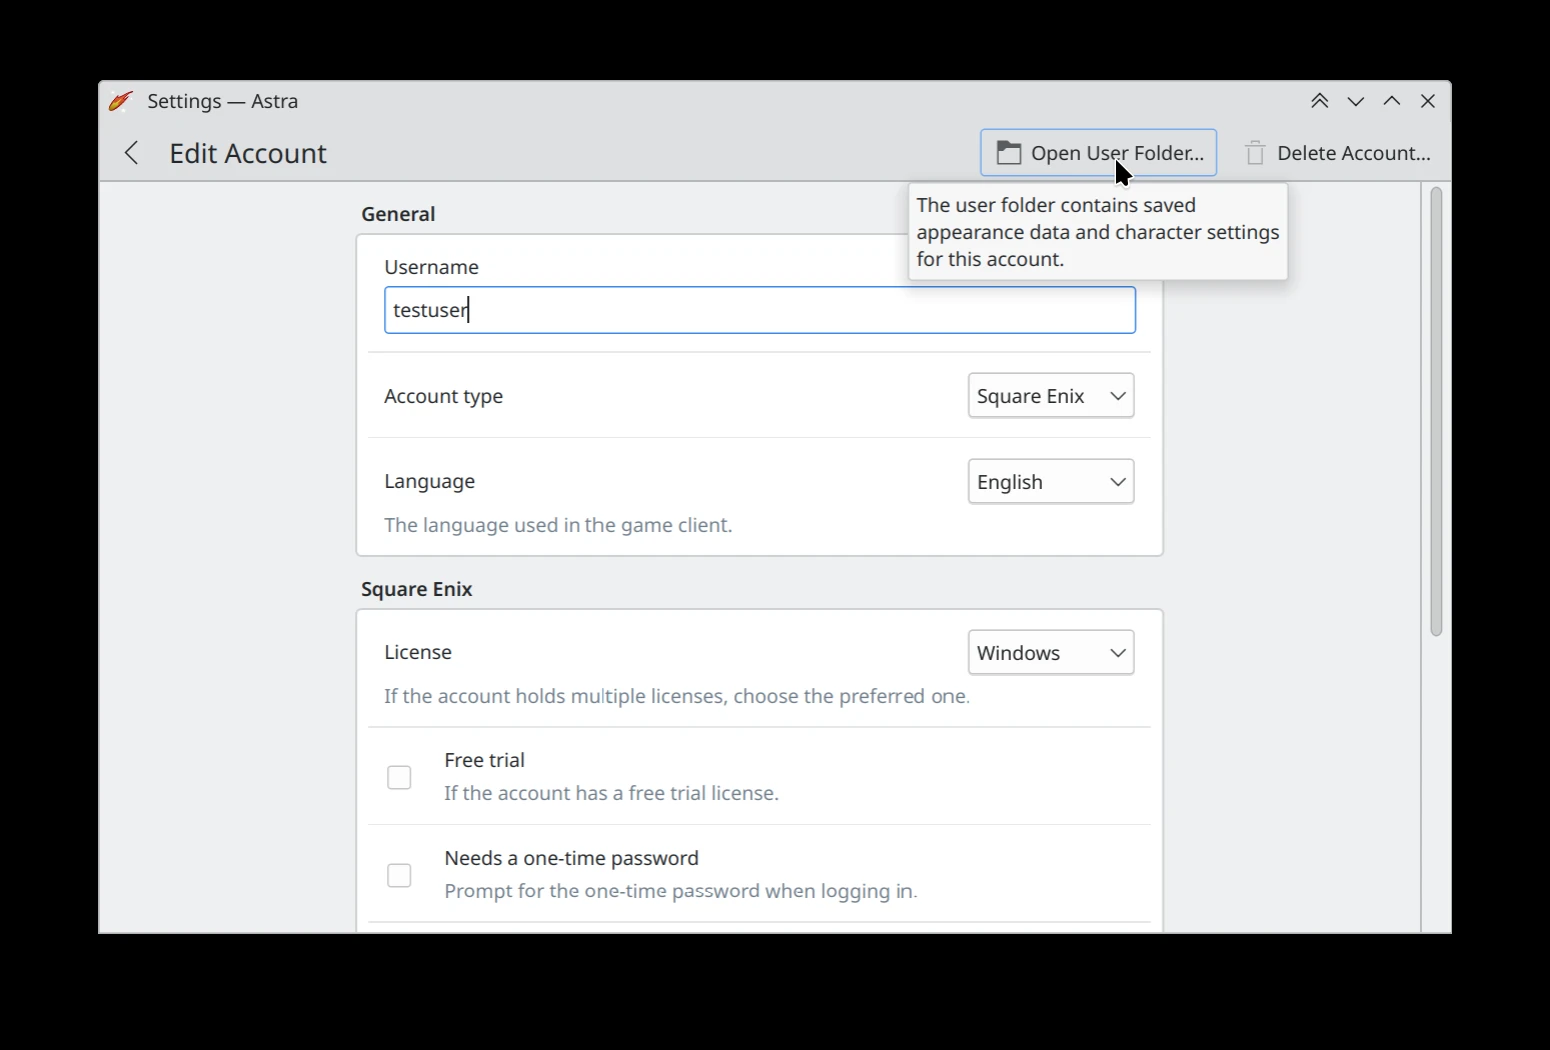 Settings — Astra
Edit Account
Open User Folder...
Delete Account...
The user folder contains saved
appearance data and character settings
for this account.
General
Username
testuser
Account type
Square Enix
Language
English
The language used in the game client.
Square Enix
License
Windows
If the account holds multiple licenses, choose the preferred one.
Free trial
If the account has a free trial license.
Needs a one-time password
Prompt for the one-time password when logging in.